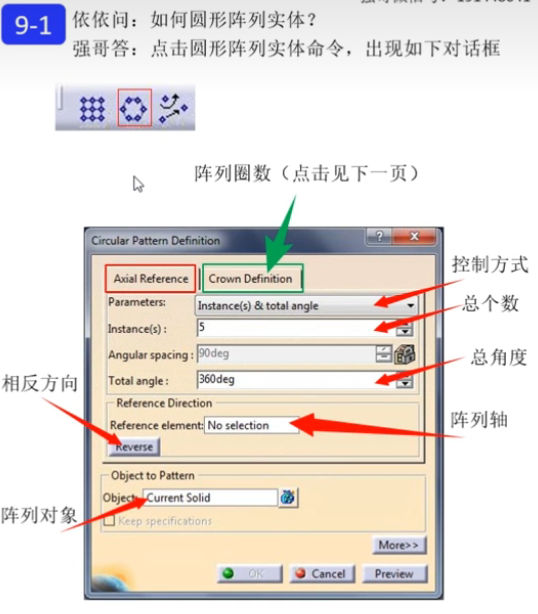 9-1
依依问：如何圆形阵列实体？
强哥答：点击圆形阵列实体命令，出现如下对话框
阵列圈数（点击见下一页）
Circular Pattern Definition
Axial Reference
Crown Definition
控制方式
Parameters:
Instance(s) & total angle
总个数
Instance(s) :
5
Angular spacing :
90deg
总角度
Total angle :
360deg
相反方向
Reference Direction
阵列轴
Reference element:
No selection
Reverse
Object to Pattern
Object:
Current Solid
阵列对象
Keep specifications
More>>
OK
Cancel
Preview